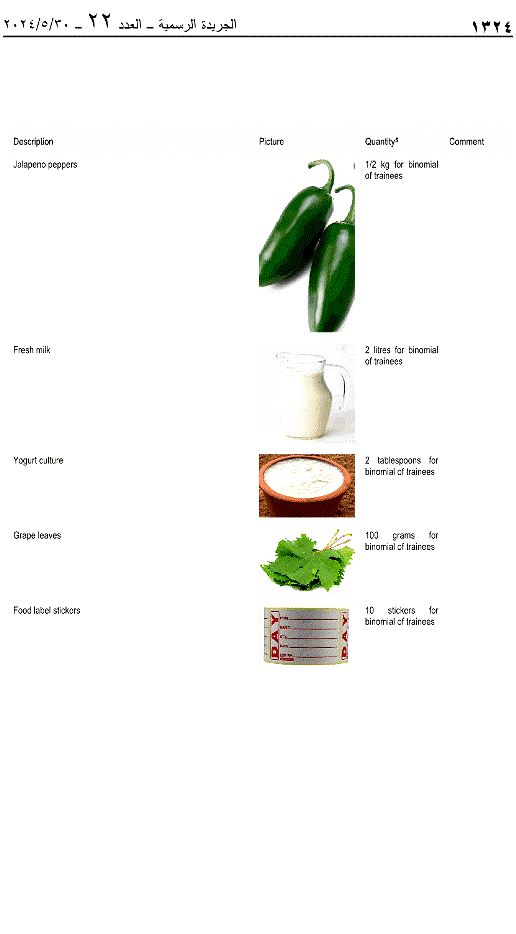 ١٣٢٤
الجريدة الرسمية ــ العدد ٢٢ ــ ٢٠٢٤/٥/٣٠
Description Picture Quantity⁵ Comment
Jalapeno peppers 1/2 kg for binomial
of trainees
Fresh milk 2 litres for binomial
of trainees
Yogurt culture 2 tablespoons for
binomial of trainees
Grape leaves 100 grams for
binomial of trainees
Food label stickers 10 stickers for
binomial of trainees
DAY
DAY